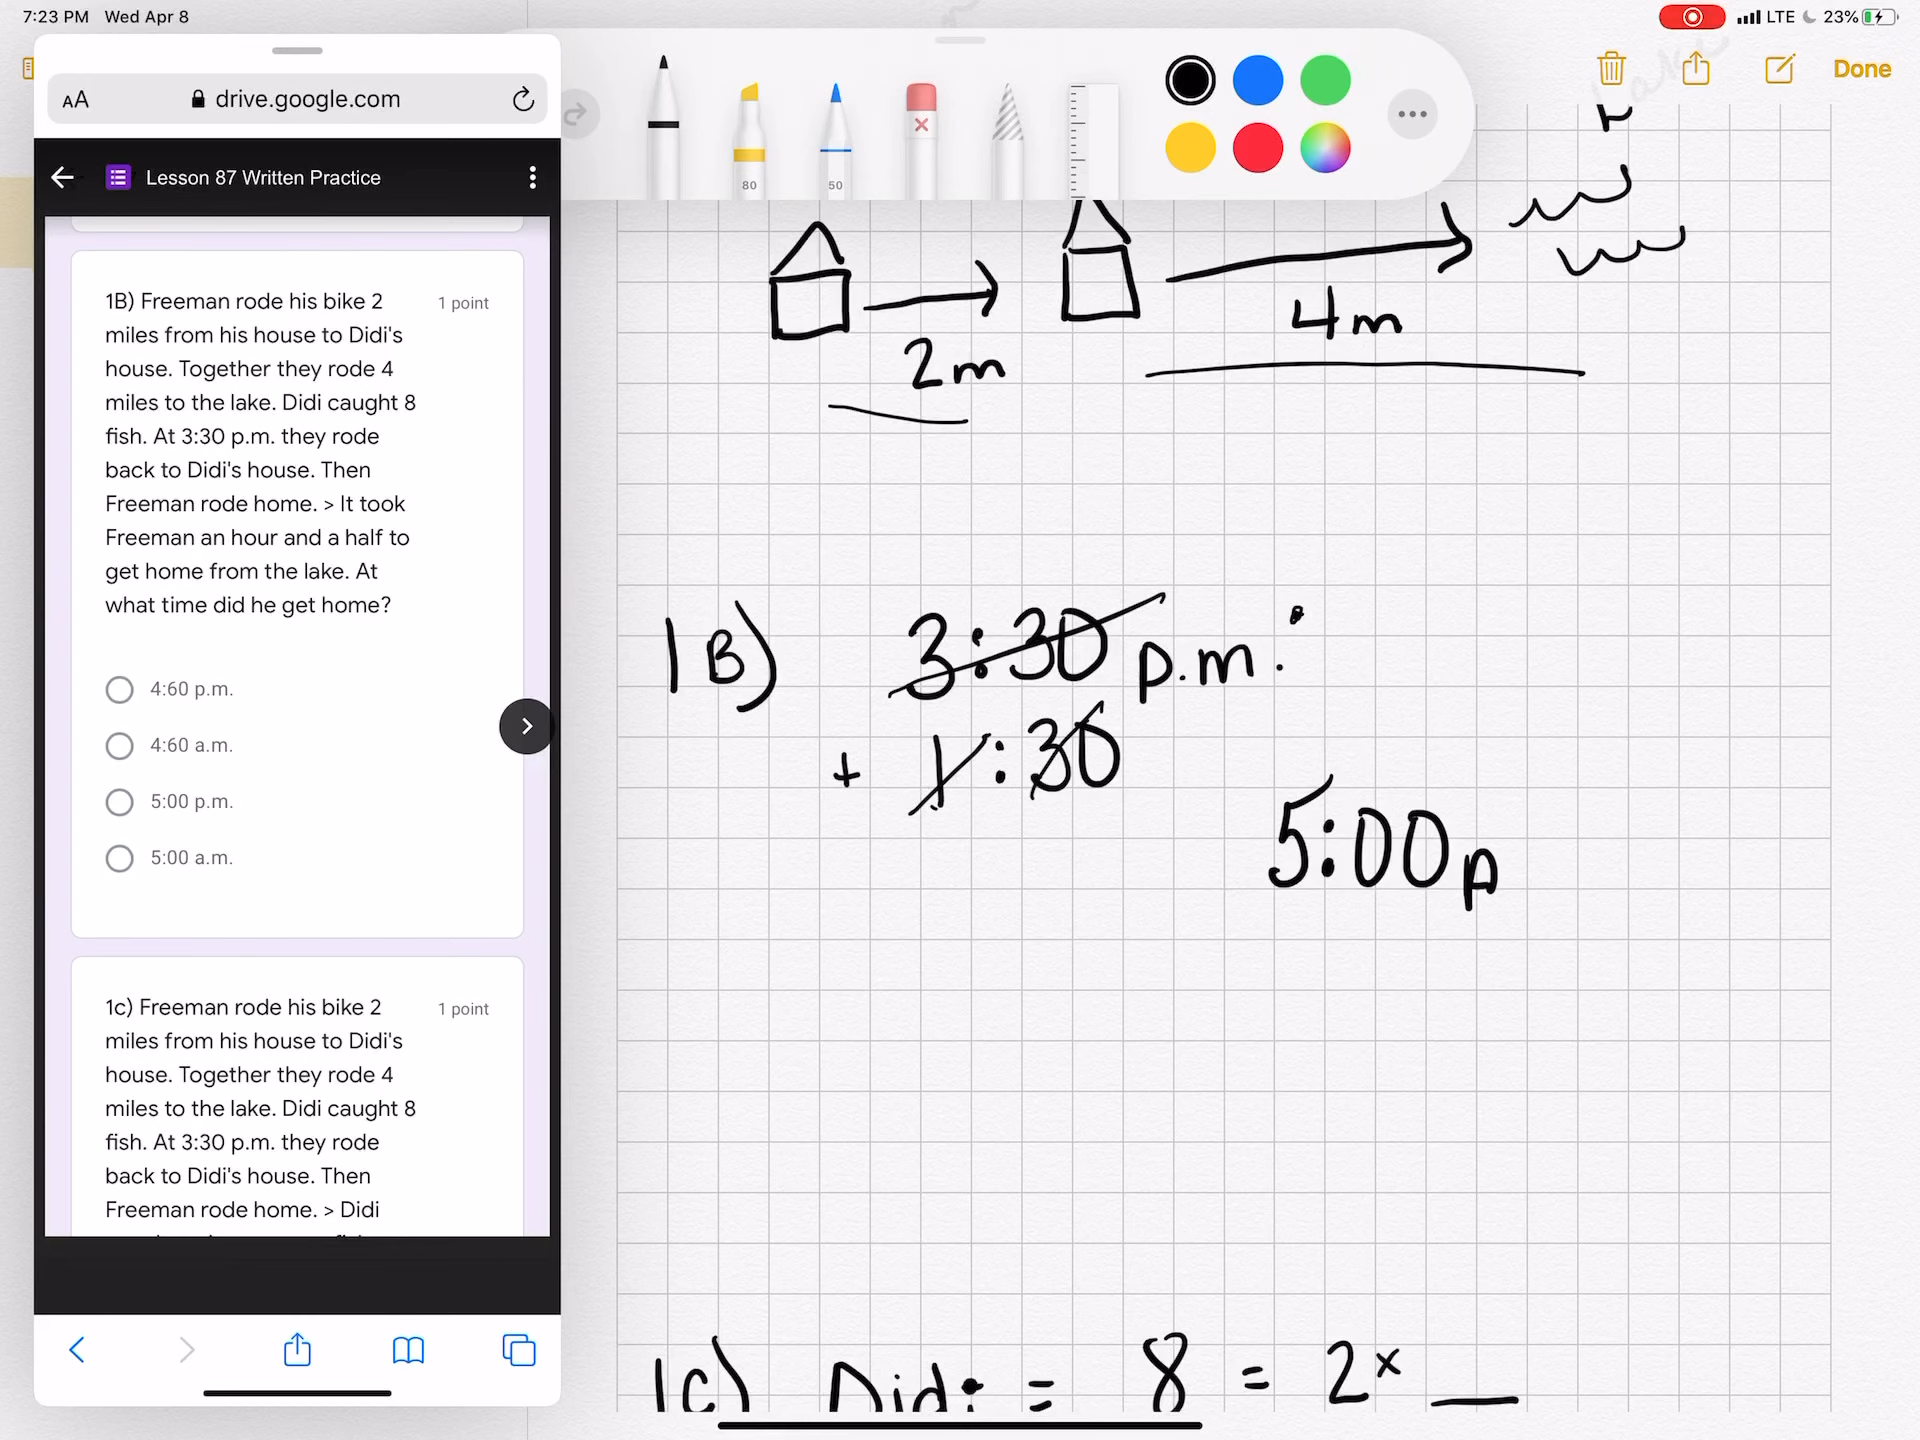 7:23 PM Wed Apr 8
LTE 23%
AA drive.google.com
Done
80
50
Lesson 87 Written Practice
1B) Freeman rode his bike 2
1 point
miles from his house to Didi's
house. Together they rode 4
miles to the lake. Didi caught 8
fish. At 3:30 p.m. they rode
back to Didi's house. Then
Freeman rode home. > It took
Freeman an hour and a half to
get home from the lake. At
what time did he get home?
4:60 p.m.
4:60 a.m.
5:00 p.m.
5:00 a.m.
1c) Freeman rode his bike 2
1 point
miles from his house to Didi's
house. Together they rode 4
miles to the lake. Didi caught 8
fish. At 3:30 p.m. they rode
back to Didi's house. Then
Freeman rode home. > Didi
2m
4m
1B) 3:30 p.m.
+ 1:30
5:00 p
1c) Didi = 8 = 2x __